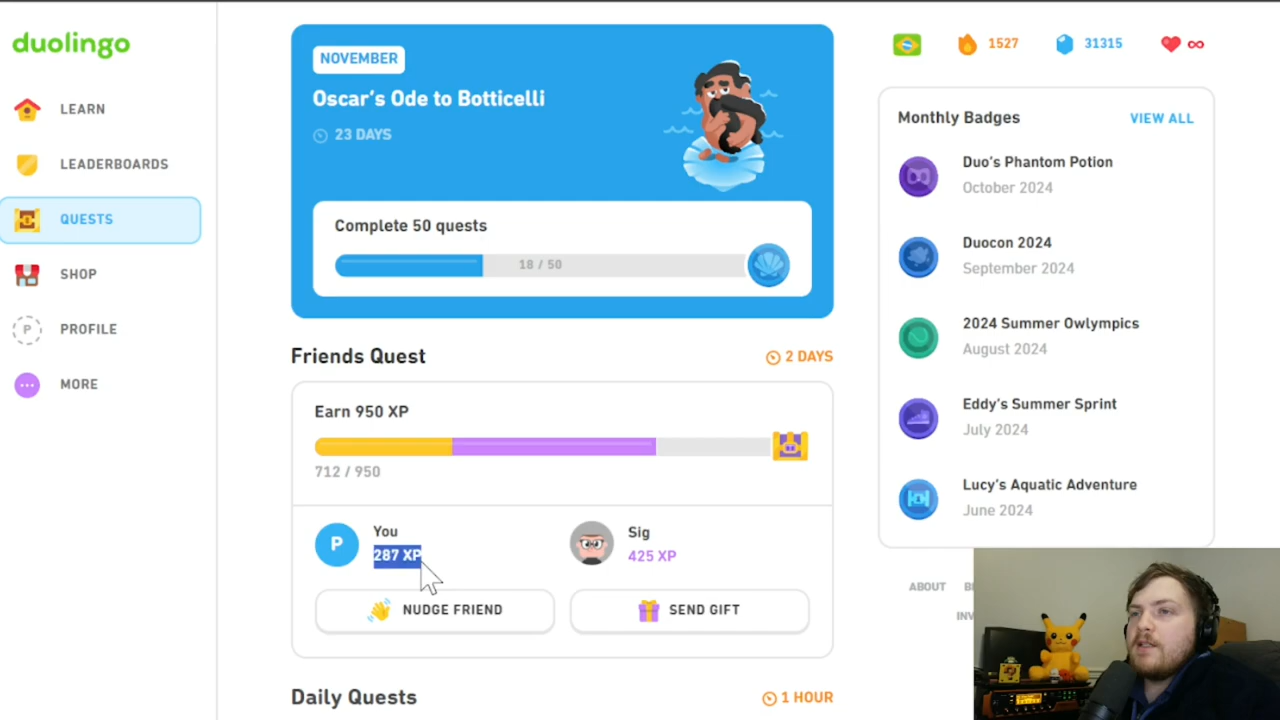 duolingo
LEARN
LEADERBOARDS
QUESTS
SHOP
P
PROFILE
MORE
NOVEMBER
Oscar's Ode to Botticelli
23 DAYS
Complete 50 quests
18 / 50
Friends Quest
2 DAYS
Earn 950 XP
712 / 950
P
You
287 XP
Sig
425 XP
NUDGE FRIEND
SEND GIFT
Daily Quests
1 HOUR
1527
31315
∞
Monthly Badges
VIEW ALL
Duo's Phantom Potion
October 2024
Duocon 2024
September 2024
2024 Summer Owlympics
August 2024
Eddy's Summer Sprint
July 2024
Lucy's Aquatic Adventure
June 2024
ABOUT